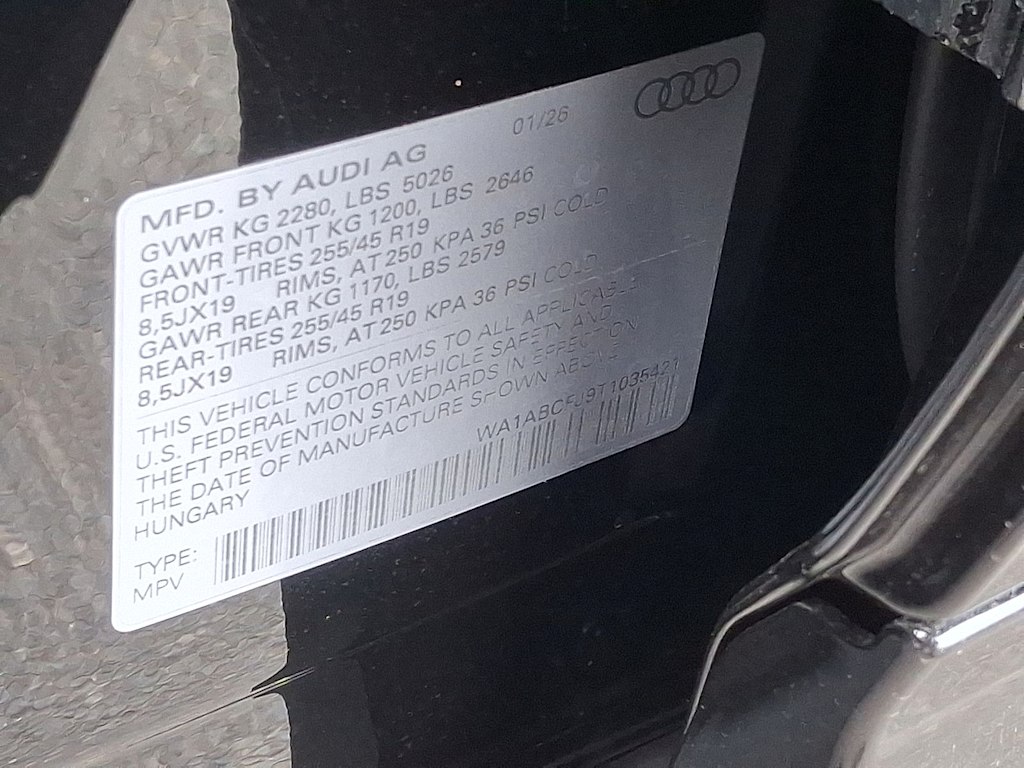 01/26
MFD. BY AUDI AG
GVWR KG 2280, LBS 5026
GAWR FRONT KG 1200, LBS 2646
FRONT-TIRES 255/45 R19
8,5JX19 RIMS, AT 250 KPA 36 PSI COLD
GAWR REAR KG 1170, LBS 2579
REAR-TIRES 255/45 R19
8,5JX19 RIMS, AT 250 KPA 36 PSI COLD
THIS VEHICLE CONFORMS TO ALL APPLICABLE
U.S. FEDERAL MOTOR VEHICLE SAFETY AND
THEFT PREVENTION STANDARDS IN EFFECT ON
THE DATE OF MANUFACTURE SHOWN ABOVE
HUNGARY
WA1ABCFJ9T1035421
TYPE:
MPV